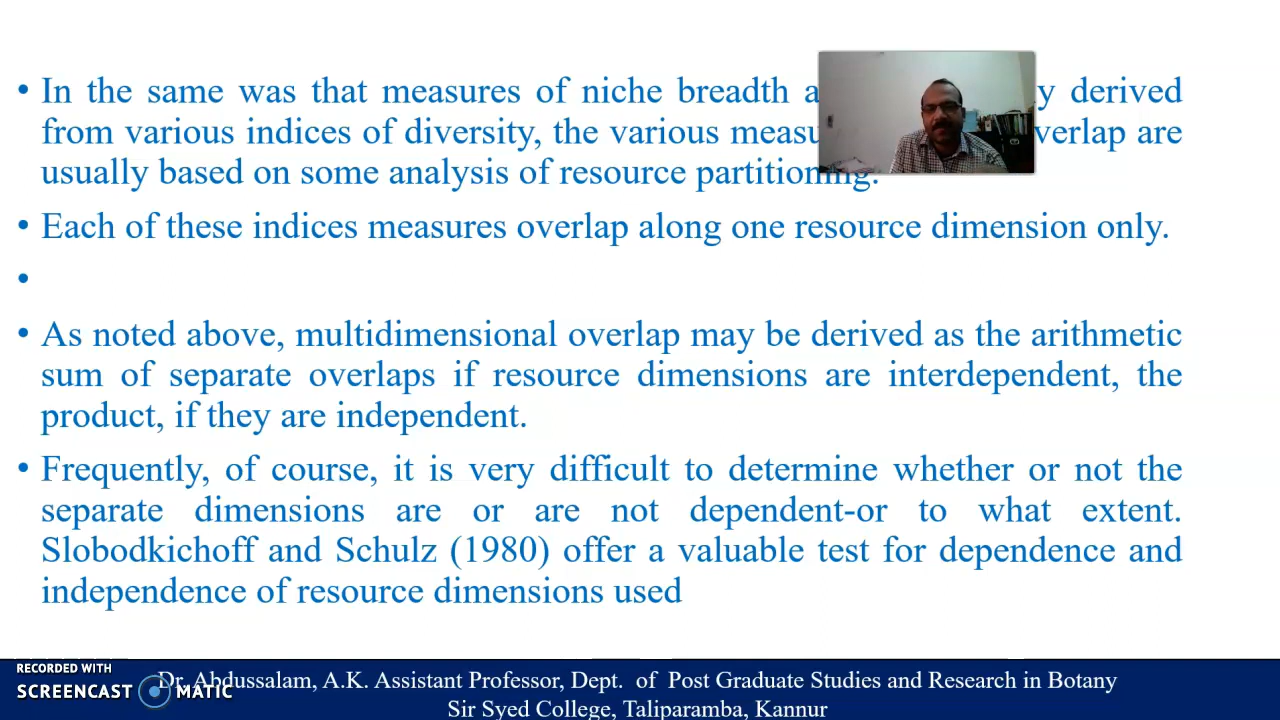 • In the same was that measures of niche breadth a y derived
from various indices of diversity, the various measu verlap are
usually based on some analysis of resource partitioning.
• Each of these indices measures overlap along one resource dimension only.
•
• As noted above, multidimensional overlap may be derived as the arithmetic
sum of separate overlaps if resource dimensions are interdependent, the
product, if they are independent.
• Frequently, of course, it is very difficult to determine whether or not the
separate dimensions are or are not dependent-or to what extent.
Slobodkichoff and Schulz (1980) offer a valuable test for dependence and
independence of resource dimensions used
RECORDED WITH
SCREENCAST MATIC
Dr. Abdussalam, A.K. Assistant Professor, Dept. of Post Graduate Studies and Research in Botany
Sir Syed College, Taliparamba, Kannur